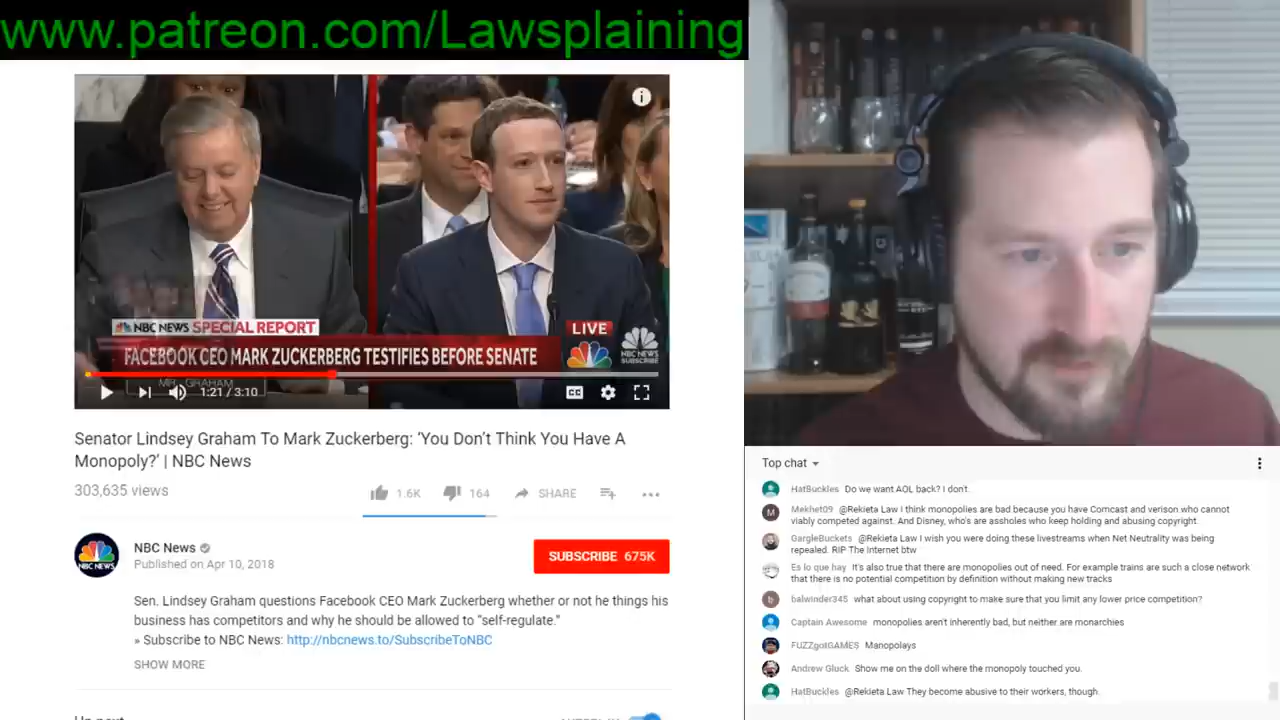 www.patreon.com/Lawsplaining
NBC NEWS SPECIAL REPORT
LIVE
FACEBOOK CEO MARK ZUCKERBERG TESTIFIES BEFORE SENATE
NBC NEWS
SUBSCRIBE
MR. GRAHAM
1:21 / 3:10
CC
Senator Lindsey Graham To Mark Zuckerberg: ‘You Don’t Think You Have A
Monopoly?’ | NBC News
303,635 views
1.6K
164
SHARE
NBC NEWS
NBC News
Published on Apr 10, 2018
SUBSCRIBE 675K
Sen. Lindsey Graham questions Facebook CEO Mark Zuckerberg whether or not he things his
business has competitors and why he should be allowed to "self-regulate."
» Subscribe to NBC News: http://nbcnews.to/SubscribeToNBC
SHOW MORE
Top chat
HatBuckles Do we want AOL back? I don't.
M
Mekhet09 @Rekieta Law I think monopolies are bad because you have Comcast and verison who cannot
viably competed against. And Disney, who's are assholes who keep holding and abusing copyright.
GargleBuckets @Rekieta Law I wish you were doing these livestreams when Net Neutrality was being
repealed. RIP The Internet btw
Es lo que hay It's also true that there are monopolies out of need. For example trains are such a close network
that there is no potential competition by definition without making new tracks
b
balwinder345 what about using copyright to make sure that you limit any lower price competition?
Captain Awesome monopolies aren't inherently bad, but neither are monarchies
FUZZgotGAMES Manopolays
Andrew Gluck Show me on the doll where the monopoly touched you.
HatBuckles @Rekieta Law They become abusive to their workers, though.